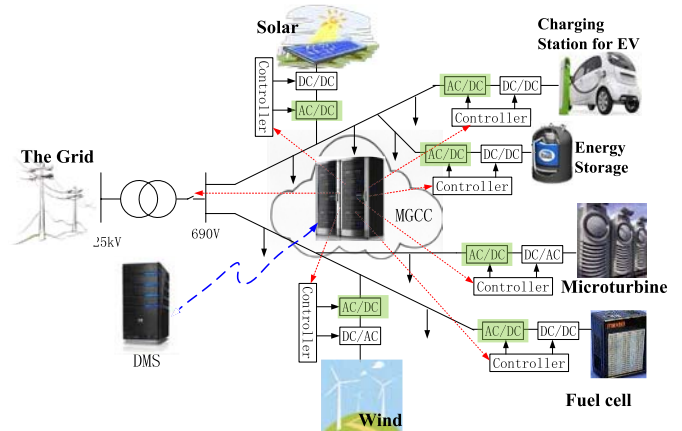 Solar
Charging
Station for EV
Controller
DC/DC
AC/DC
AC/DC
DC/DC
Controller
The Grid
AC/DC
DC/DC
Energy
Storage
Controller
MGCC
25kV
690V
AC/DC
DC/AC
Controller
Microturbine
DMS
Controller
AC/DC
DC/AC
AC/DC
DC/DC
Controller
Wind
Fuel cell